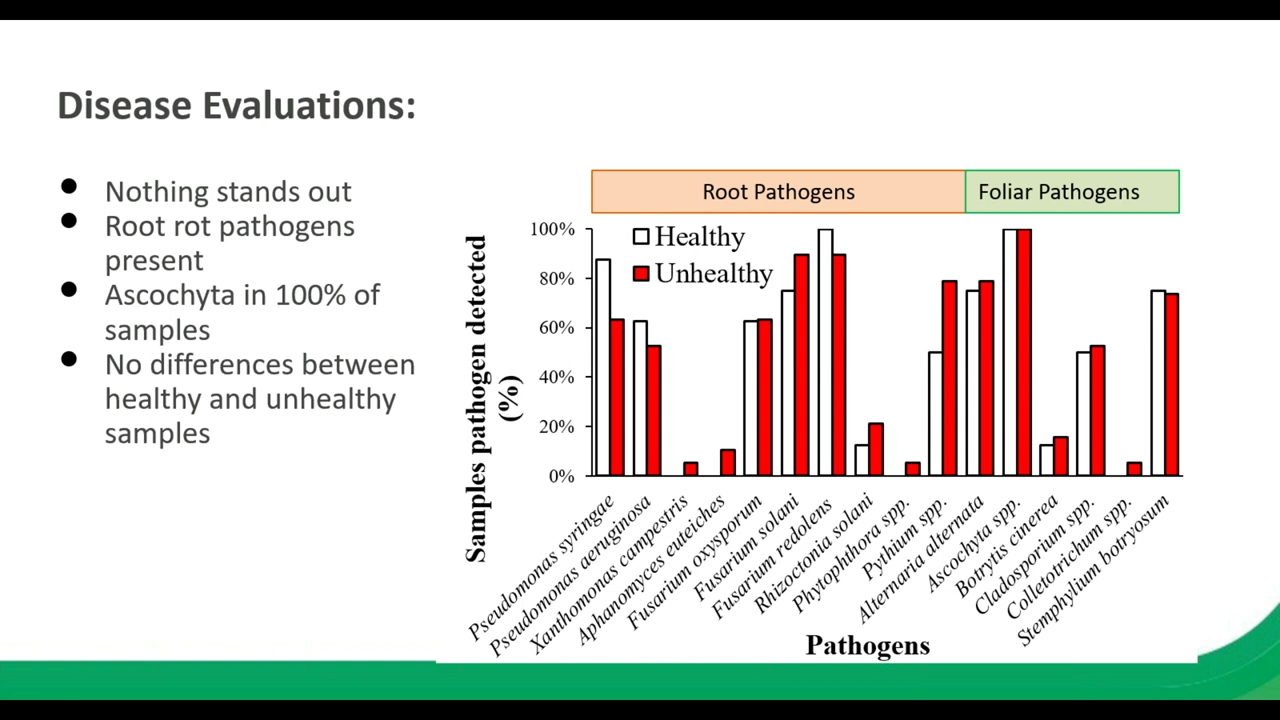 Disease Evaluations:
Nothing stands out
Root rot pathogens
present
Ascochyta in 100% of
samples
No differences between
healthy and unhealthy
samples
Root Pathogens
Foliar Pathogens
Healthy
Unhealthy
Samples pathogen detected
(%)
100%
80%
60%
40%
20%
0%
Pseudomonas syringae
Pseudomonas aeruginosa
Xanthomonas campestris
Aphanomyces euteiches
Fusarium oxysporum
Fusarium solani
Fusarium redolens
Rhizoctonia solani
Phytophthora spp.
Pythium spp.
Alternaria alternata
Ascochyta spp.
Botrytis cinerea
Cladosporium spp.
Colletotrichum spp.
Stemphylium botryosum
Pathogens